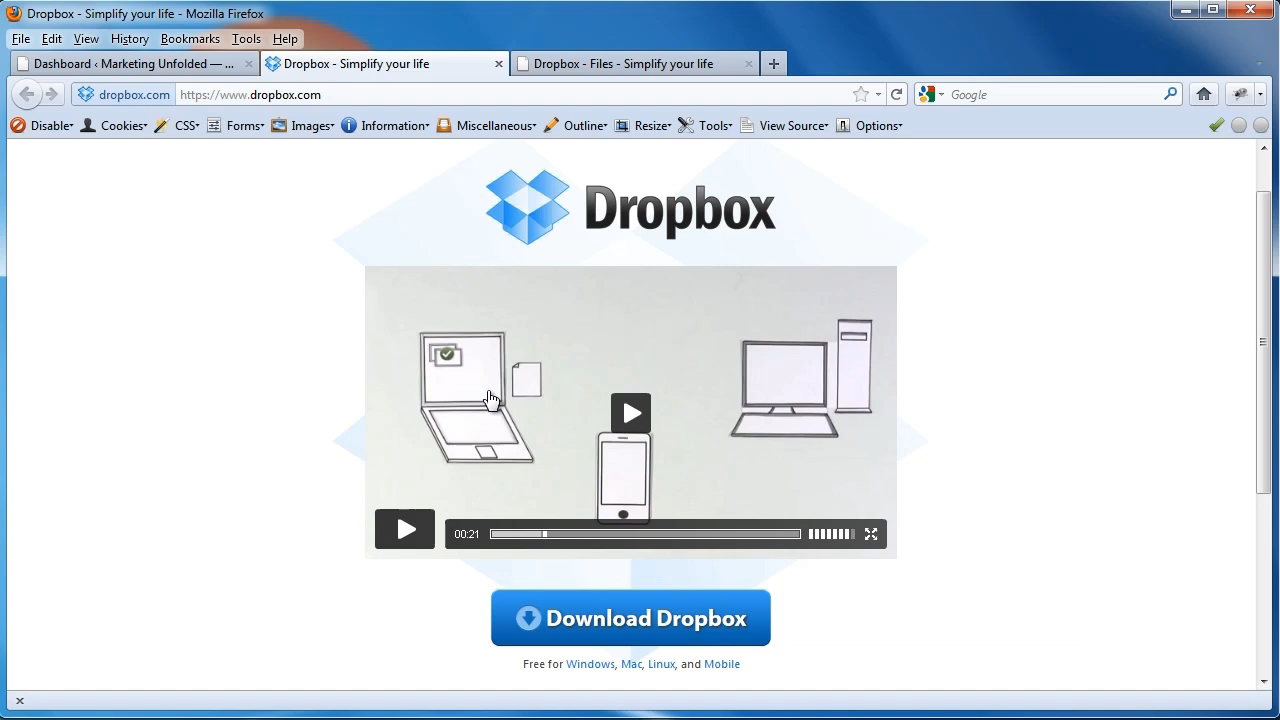 Dropbox - Simplify your life - Mozilla Firefox
File Edit View History Bookmarks Tools Help
Dashboard ‹ Marketing Unfolded — ... Dropbox - Simplify your life Dropbox - Files - Simplify your life
dropbox.com https://www.dropbox.com Google
Disable Cookies CSS Forms Images Information Miscellaneous Outline Resize Tools View Source Options
Dropbox
00:21
Download Dropbox
Free for Windows, Mac, Linux, and Mobile